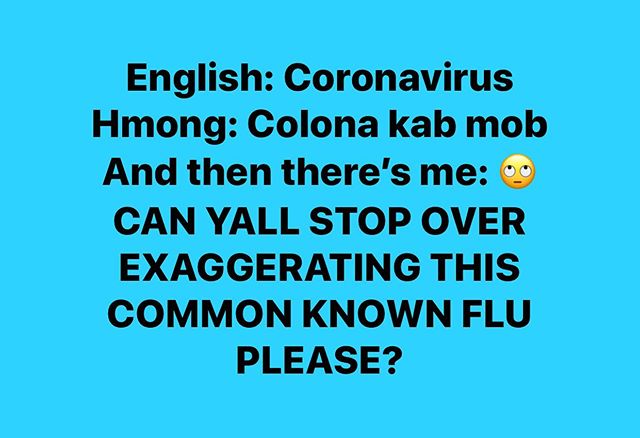 English: Coronavirus
Hmong: Colona kab mob
And then there’s me: 🙄
CAN YALL STOP OVER
EXAGGERATING THIS
COMMON KNOWN FLU
PLEASE?